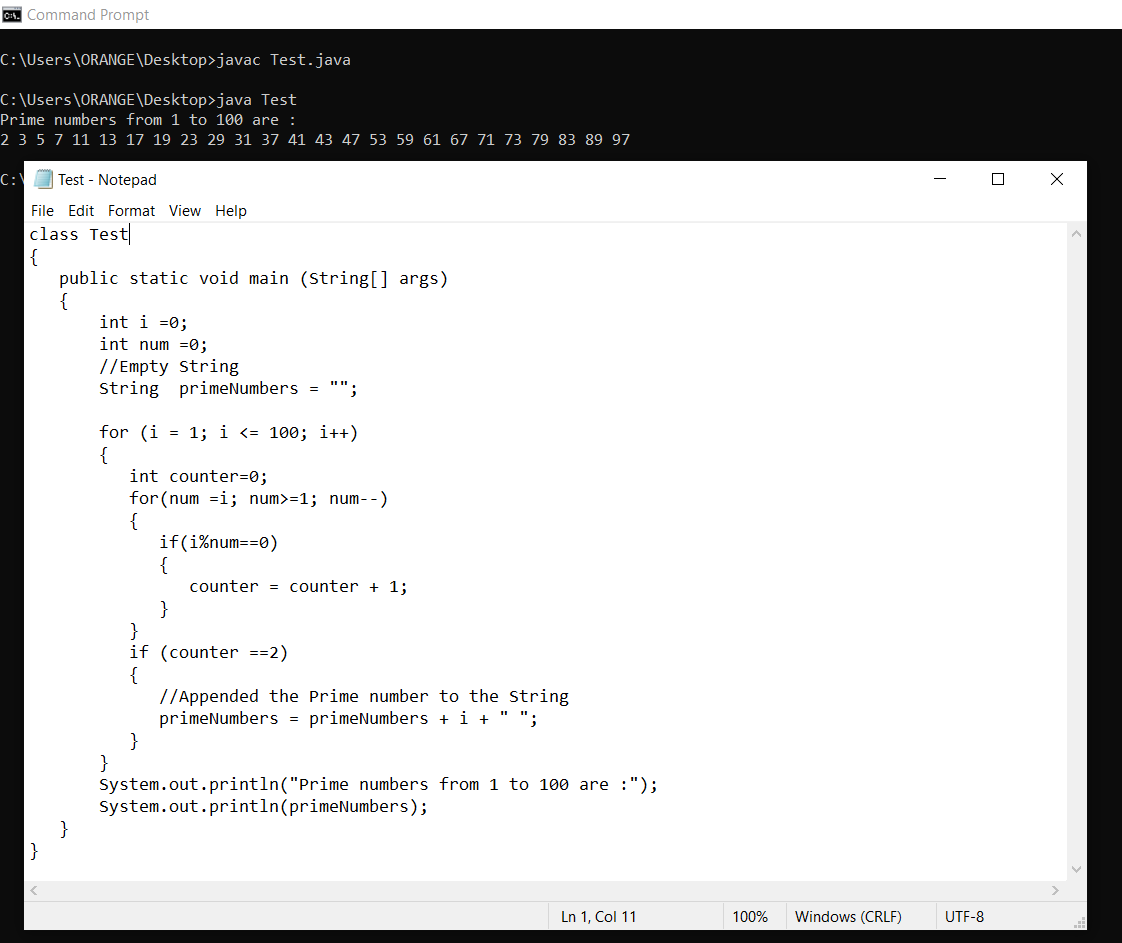 Command Prompt
C:\Users\ORANGE\Desktop>javac Test.java
C:\Users\ORANGE\Desktop>java Test
Prime numbers from 1 to 100 are :
2 3 5 7 11 13 17 19 23 29 31 37 41 43 47 53 59 61 67 71 73 79 83 89 97
C:\
Test - Notepad
File Edit Format View Help
class Test
{
   public static void main (String[] args)
   {
       int i =0;
       int num =0;
       //Empty String
       String  primeNumbers = "";
       for (i = 1; i <= 100; i++)
       {
          int counter=0;
          for(num =i; num>=1; num--)
          {
             if(i%num==0)
             {
                counter = counter + 1;
             }
          }
          if (counter ==2)
          {
             //Appended the Prime number to the String
             primeNumbers = primeNumbers + i + " ";
          }
       }
       System.out.println("Prime numbers from 1 to 100 are :");
       System.out.println(primeNumbers);
   }
}
Ln 1, Col 11 100% Windows (CRLF) UTF-8